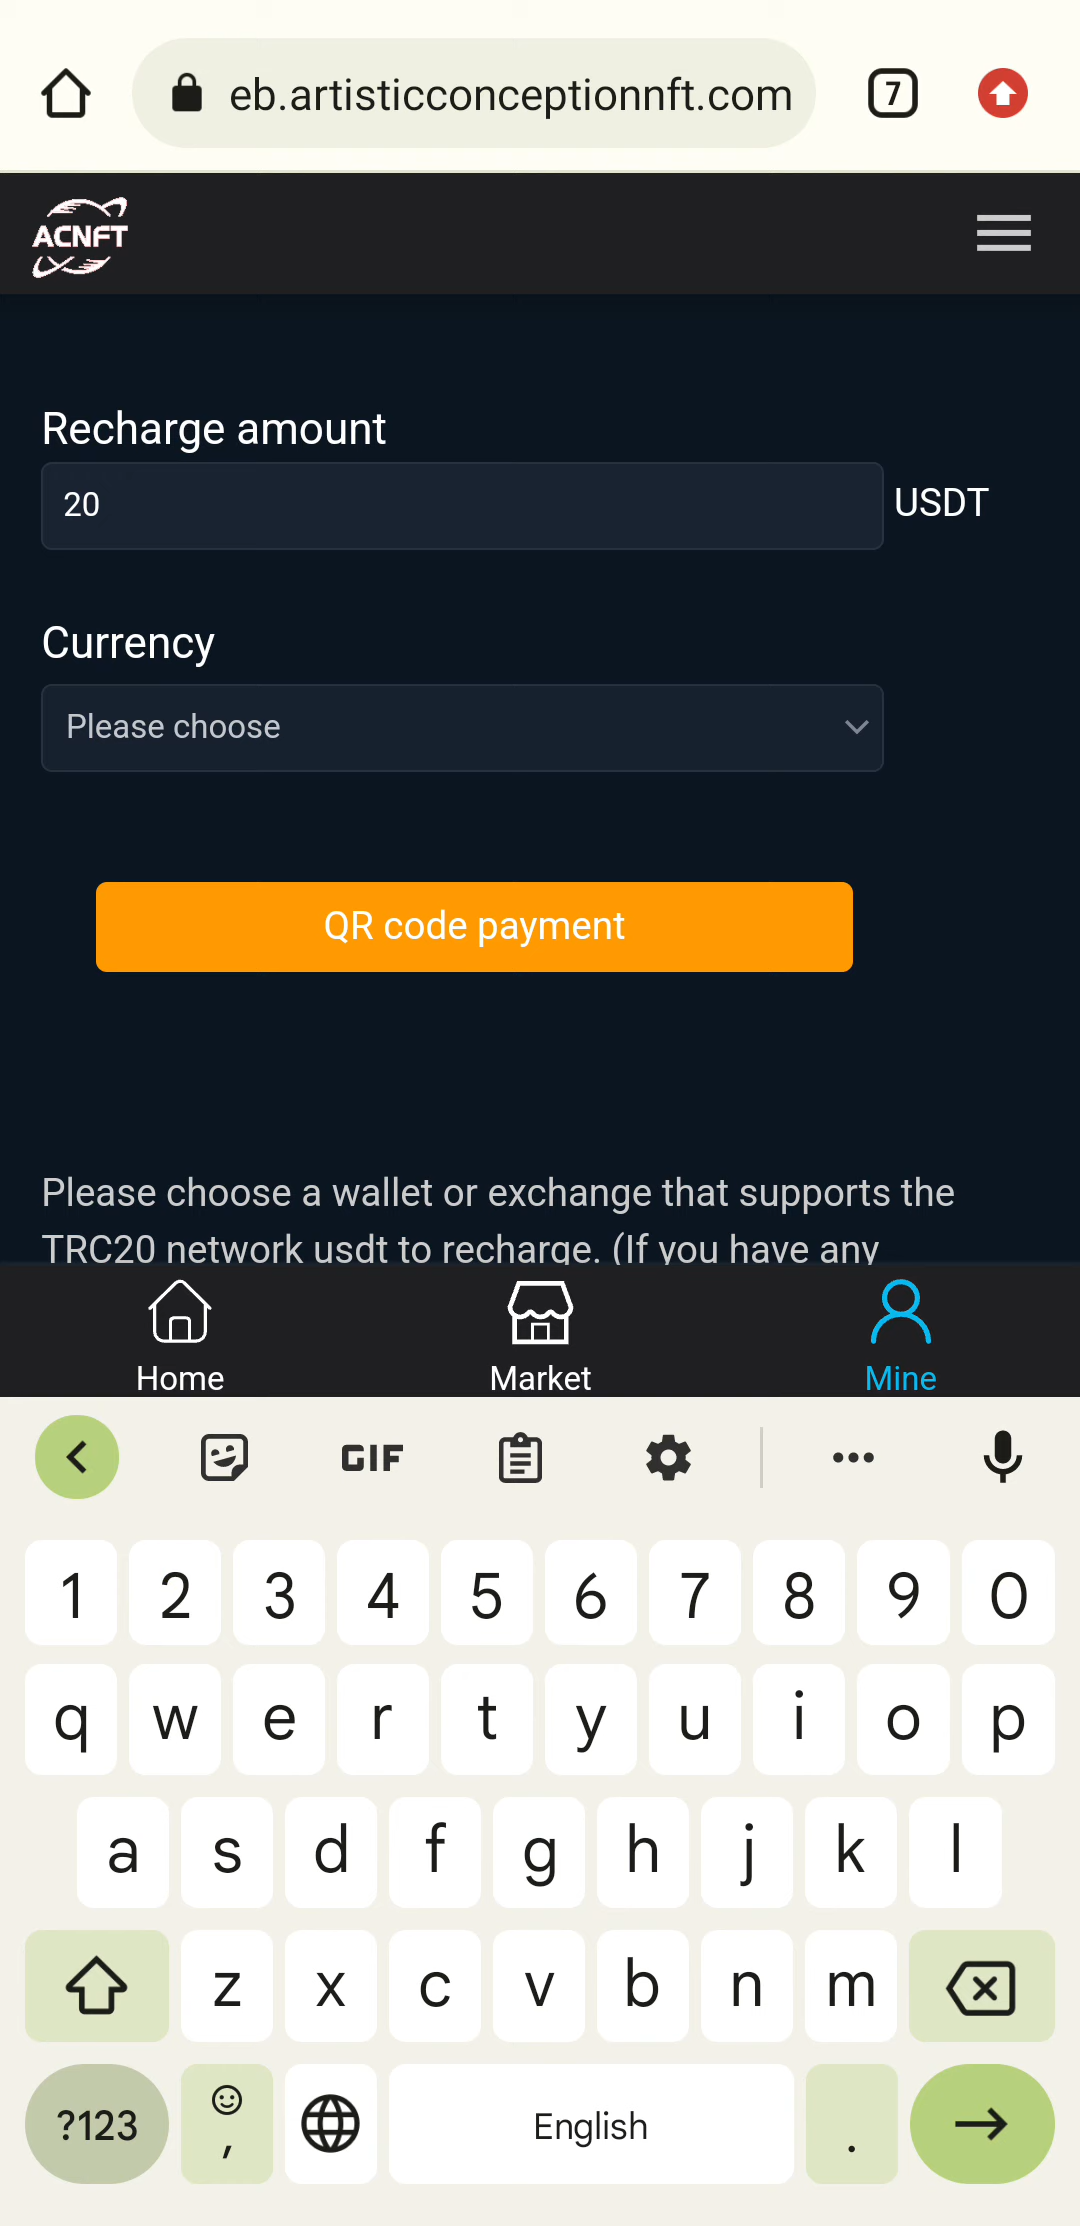 eb.artisticconceptionnft.com
7
ACNFT
Recharge amount
20
USDT
Currency
Please choose
QR code payment
Please choose a wallet or exchange that supports the
TRC20 network usdt to recharge. (If you have any
Home
Market
Mine
GIF
1 2 3 4 5 6 7 8 9 0
q w e r t y u i o p
a s d f g h j k l
z x c v b n m
?123
,
English
.